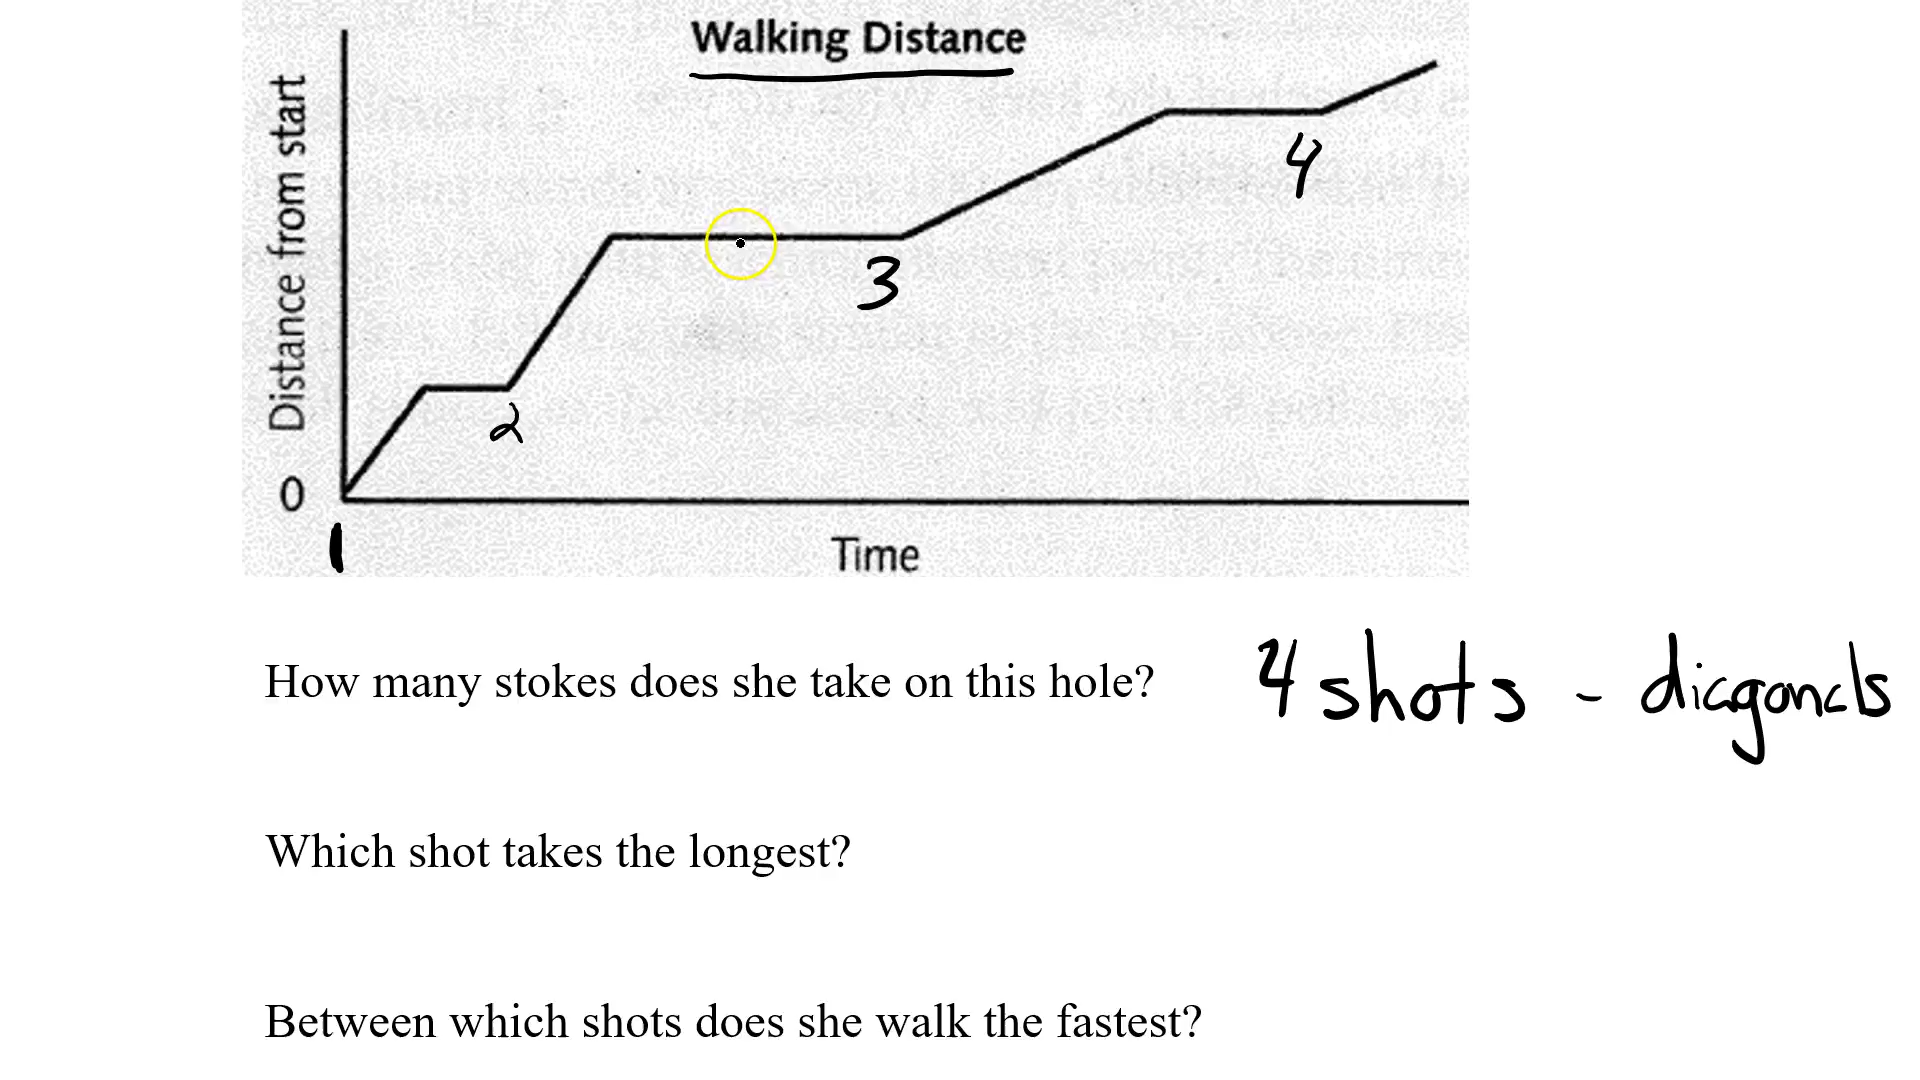 Walking Distance
Distance from start
4
3
2
0
1
Time
How many stokes does she take on this hole? 4 shots - diagonals
Which shot takes the longest?
Between which shots does she walk the fastest?